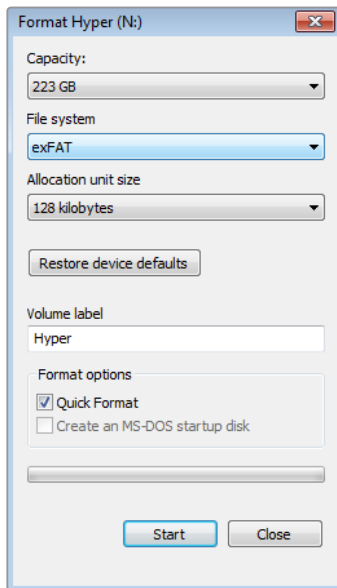 Format Hyper (N:)
Capacity:
223 GB
File system
exFAT
Allocation unit size
128 kilobytes
Restore device defaults
Volume label
Hyper
Format options
Quick Format
Create an MS-DOS startup disk
Start Close